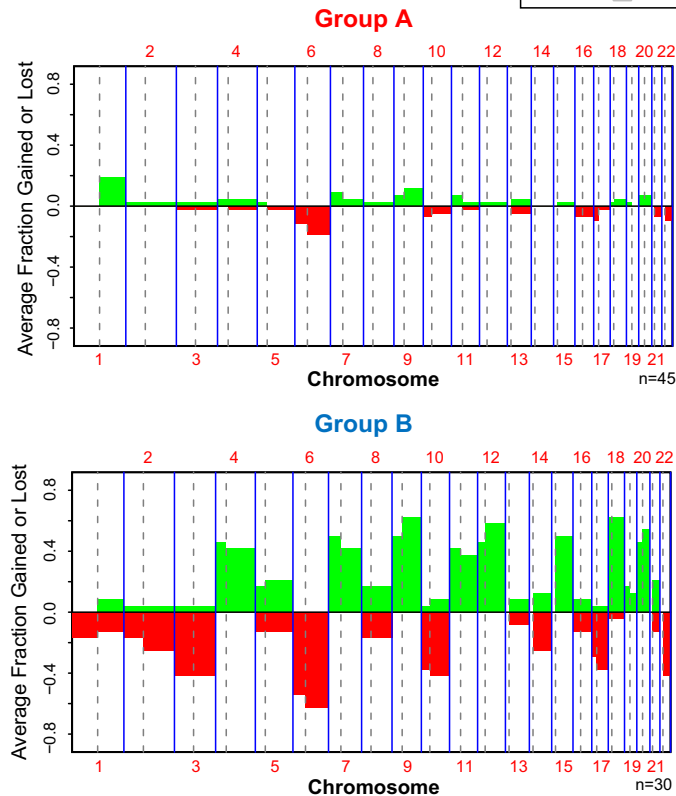 Group A
2 4 6 8 10 12 14 16 18 20 22
Average Fraction Gained or Lost
0.8
0.4
0.0
−0.4
−0.8
1 3 5 7 9 11 13 15 17 19 21
Chromosome
n=45
Group B
2 4 6 8 10 12 14 16 18 20 22
Average Fraction Gained or Lost
0.8
0.4
0.0
−0.4
−0.8
1 3 5 7 9 11 13 15 17 19 21
Chromosome
n=30